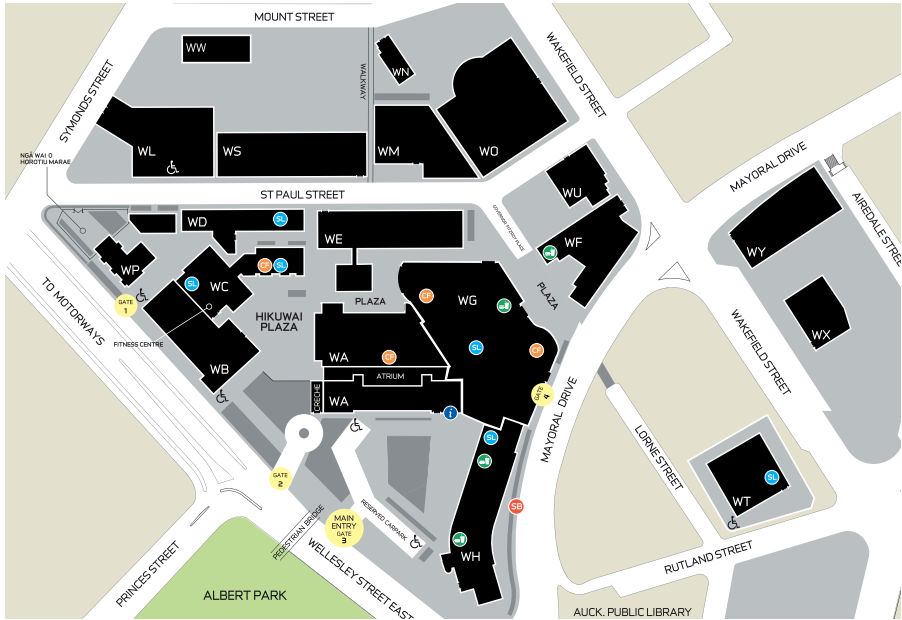 MOUNT STREET
WW
WN
WALKWAY
WAKEFIELD STREET
SYMONDS STREET
WL
WS
WM
WO
MAYORAL DRIVE
NGĀ WAI O
HOROTIU MARAE
ST PAUL STREET
WU
AIREDALE STREET
WD
SL
WE
GOVERNOR FITZROY PLACE
WF
WY
WP
CF
SL
SL
WC
PLAZA
CF
WG
PLAZA
GATE
1
TO MOTORWAYS
HIKUWAI
PLAZA
FITNESS CENTRE
WX
WAKEFIELD STREET
WB
WA
CF
SL
CF
ATRIUM
CRECHE
WA
i
GATE
4
MAYORAL DRIVE
SL
LORNE STREET
GATE
2
WT
SL
RESERVED CARPARK
SB
MAIN
ENTRY
GATE
3
PEDESTRIAN BRIDGE
WH
PRINCES STREET
WELLESLEY STREET EAST
RUTLAND STREET
ALBERT PARK
AUCK. PUBLIC LIBRARY